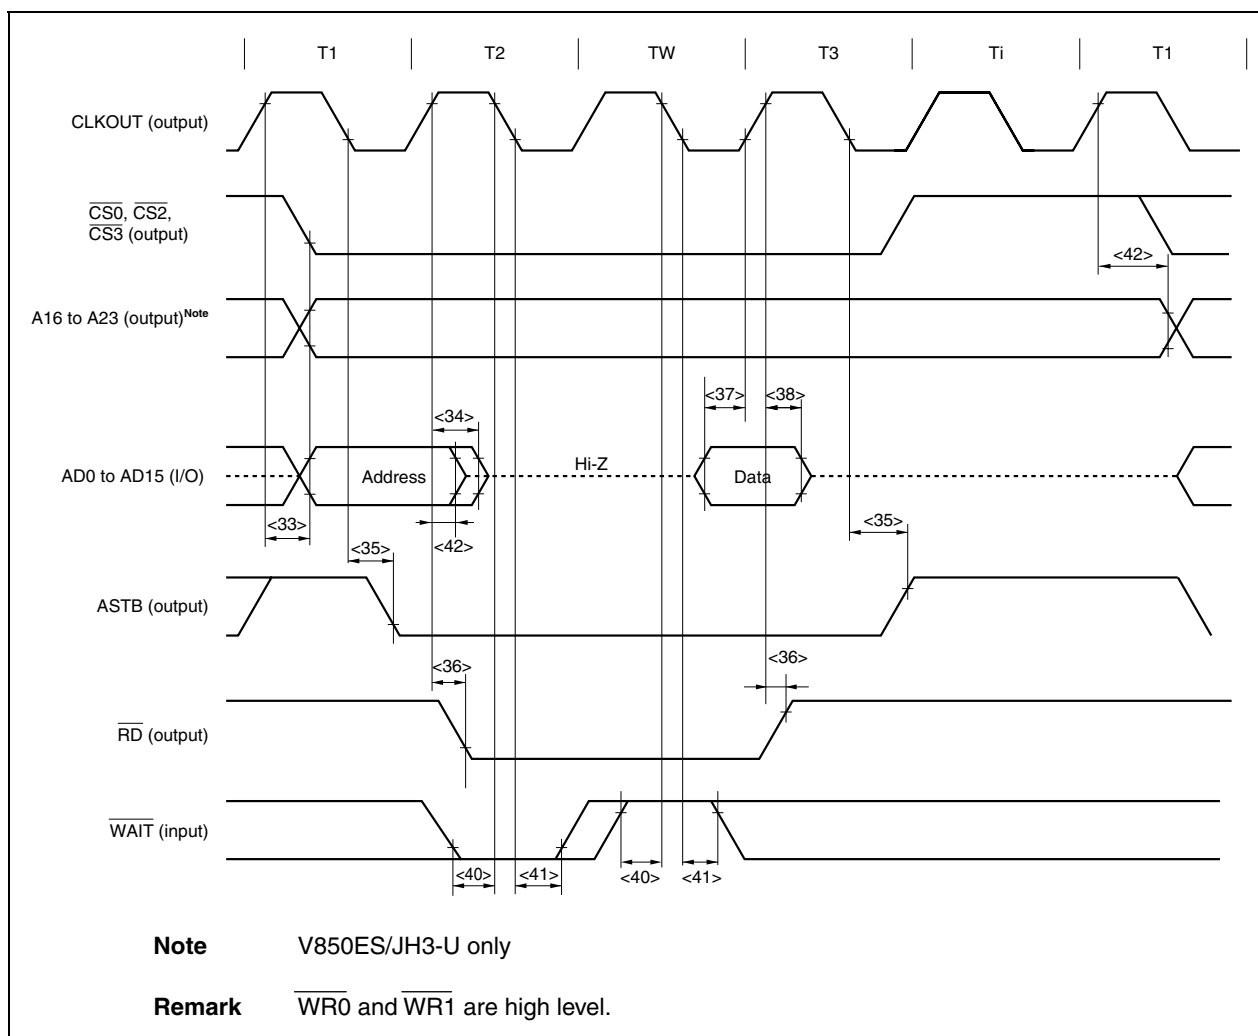 T1 T2 TW T3 Ti T1
CLKOUT (output)
CS0, CS2,
CS3 (output)
<42>
A16 to A23 (output)Note
<37> <38>
<34>
AD0 to AD15 (I/O)
Address
Hi-Z
Data
<33>
<42>
<35>
<35>
ASTB (output)
<36>
<36>
RD (output)
WAIT (input)
<40> <41> <40> <41>
Note V850ES/JH3-U only
Remark WR0 and WR1 are high level.